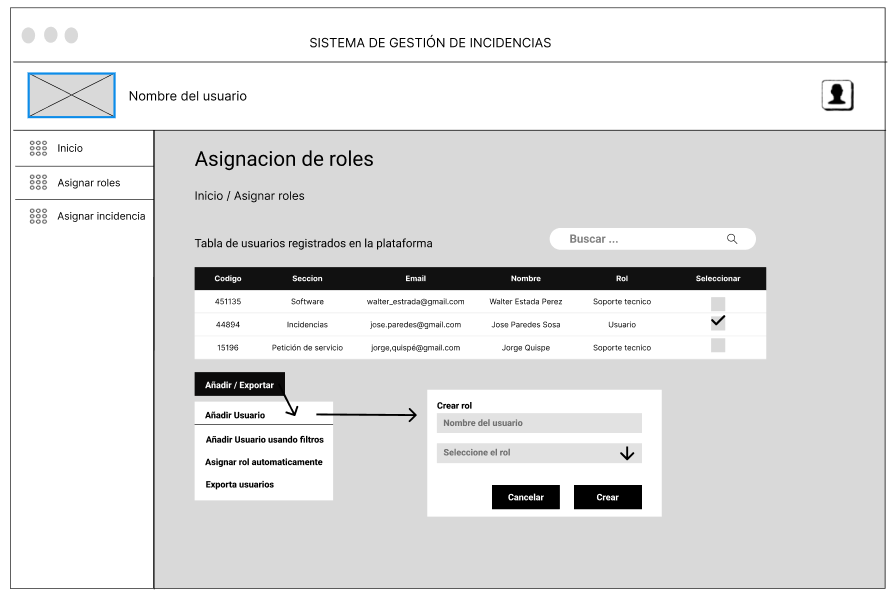 SISTEMA DE GESTIÓN DE INCIDENCIAS
Nombre del usuario
Inicio
Asignar roles
Asignar incidencia
Asignacion de roles
Inicio / Asignar roles
Tabla de usuarios registrados en la plataforma
Buscar ...
Codigo Seccion Email Nombre Rol Seleccionar
451135 Software walter_estrada@gmail.com Walter Estada Perez Soporte tecnico
44894 Incidencias jose.paredes@gmail.com Jose Paredes Sosa Usuario
15196 Petición de servicio jorge,quispé@gmail.com Jorge Quispe Soporte tecnico
Añadir / Exportar
Añadir Usuario
Añadir Usuario usando filtros
Asignar rol automaticamente
Exporta usuarios
Crear rol
Nombre del usuario
Seleccione el rol
Cancelar Crear